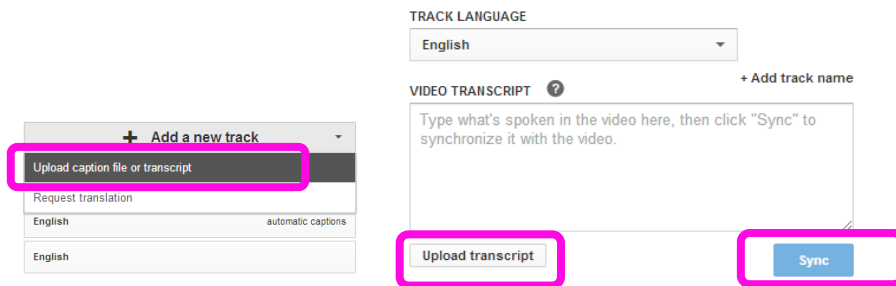 + Add a new track
Upload caption file or transcript
Request translation
English automatic captions
English
TRACK LANGUAGE
English
+ Add track name
VIDEO TRANSCRIPT ?
Type what's spoken in the video here, then click "Sync" to
synchronize it with the video.
Upload transcript
Sync